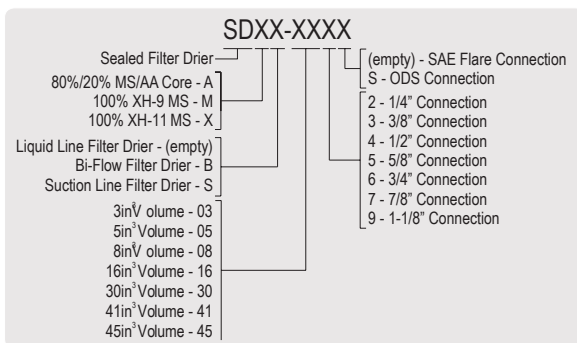 SDXX-XXXX
Sealed Filter Drier
80%/20% MS/AA Core - A
100% XH-9 MS - M
100% XH-11 MS - X
Liquid Line Filter Drier - (empty)
Bi-Flow Filter Drier - B
Suction Line Filter Drier - S
3in³Volume - 03
5in³Volume - 05
8in³Volume - 08
16in³Volume - 16
30in³Volume - 30
41in³Volume - 41
45in³Volume - 45
(empty) - SAE Flare Connection
S - ODS Connection
2 - 1/4” Connection
3 - 3/8” Connection
4 - 1/2” Connection
5 - 5/8” Connection
6 - 3/4” Connection
7 - 7/8” Connection
9 - 1-1/8” Connection